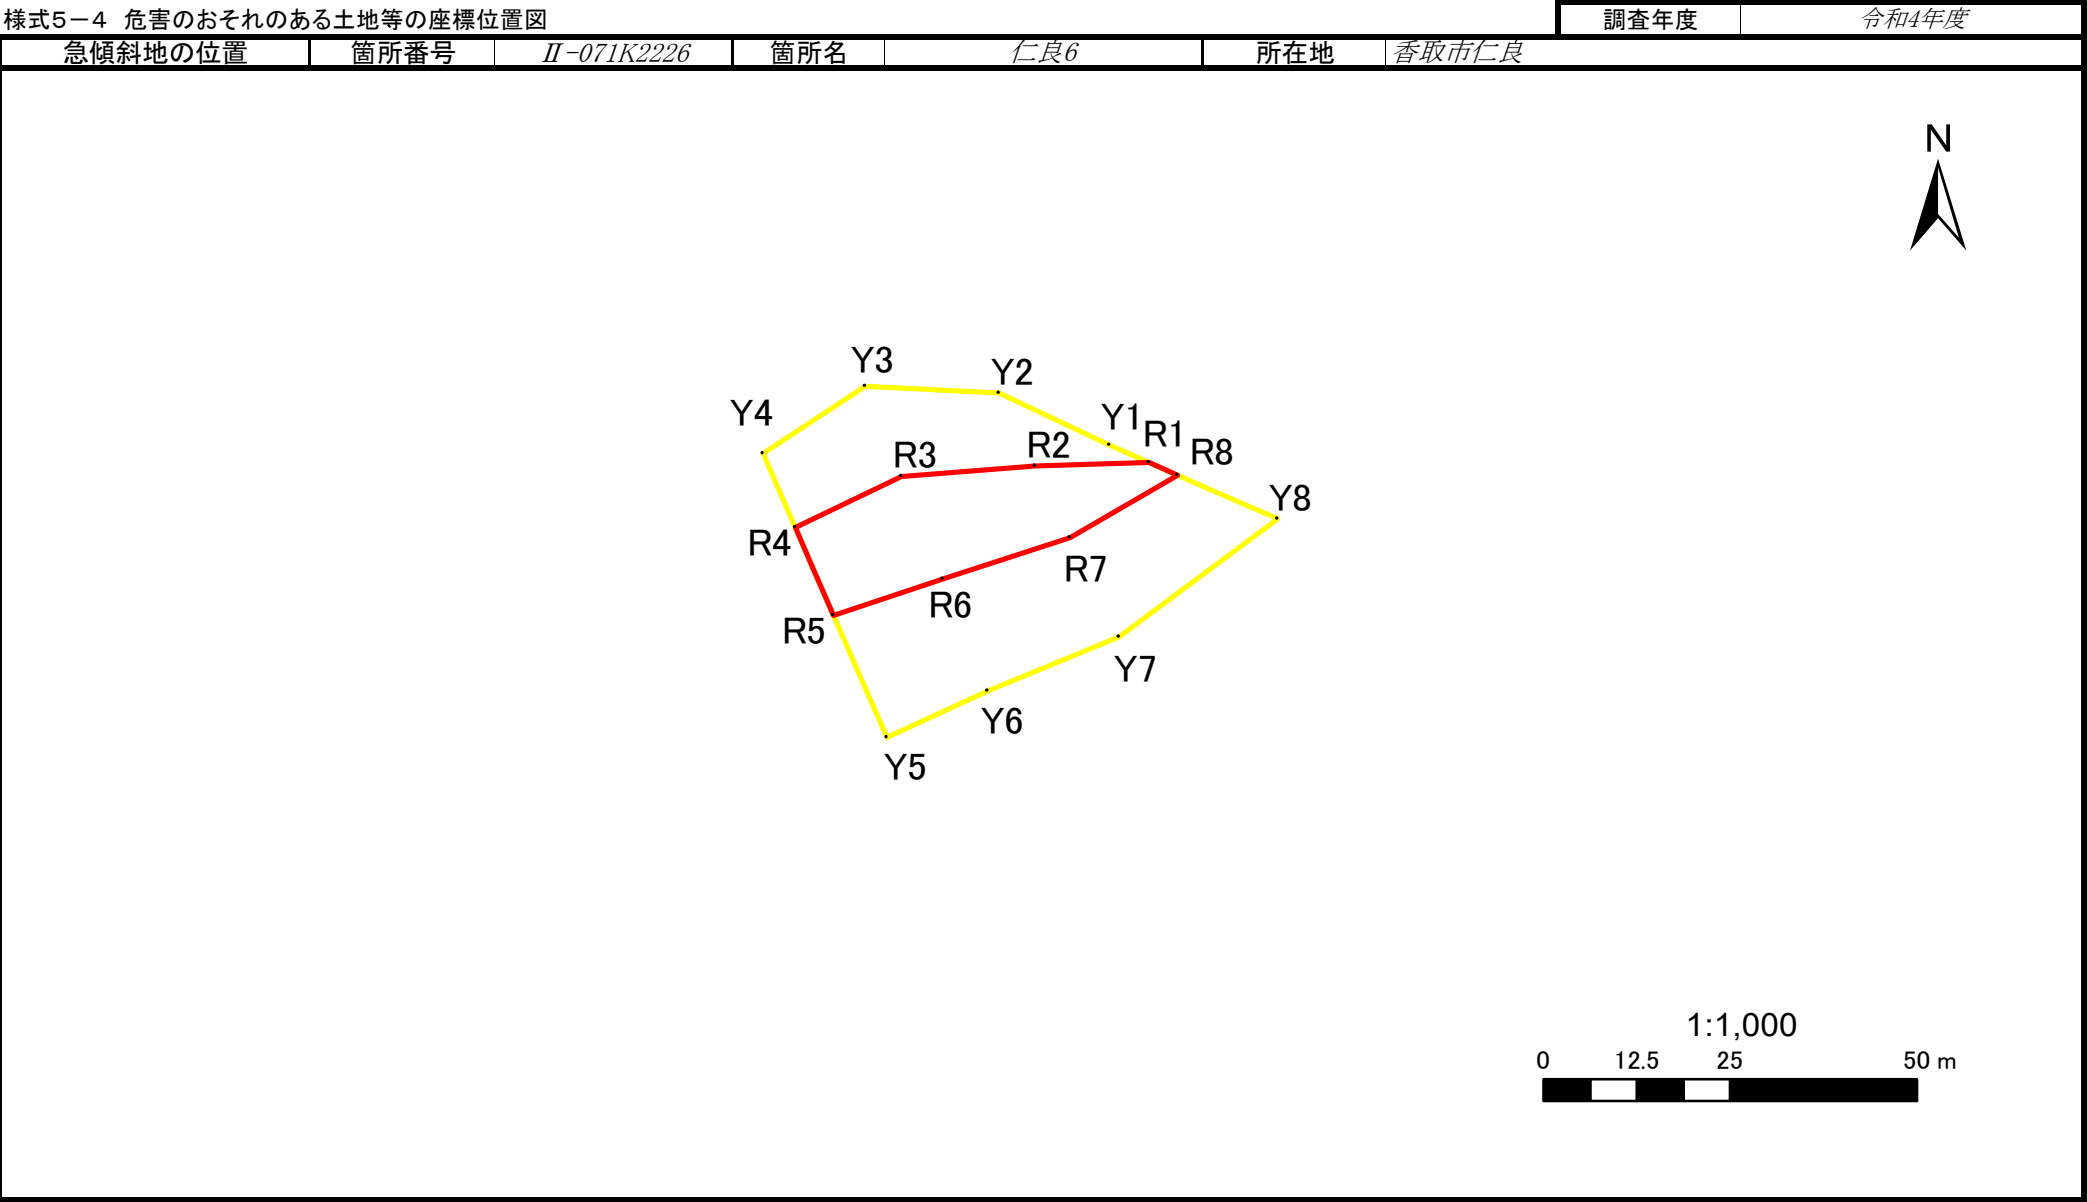 様式5－4 危害のおそれのある土地等の座標位置図 調査年度 令和4年度
急傾斜地の位置 箇所番号 Ⅱ-071K2226 箇所名 仁良6 所在地 香取市仁良
N
Y3
Y2
Y4
Y1
R1
R2
R8
R3
Y8
R4
R7
R6
R5
Y7
Y6
Y5
1:1,000
0 12.5 25 50 m